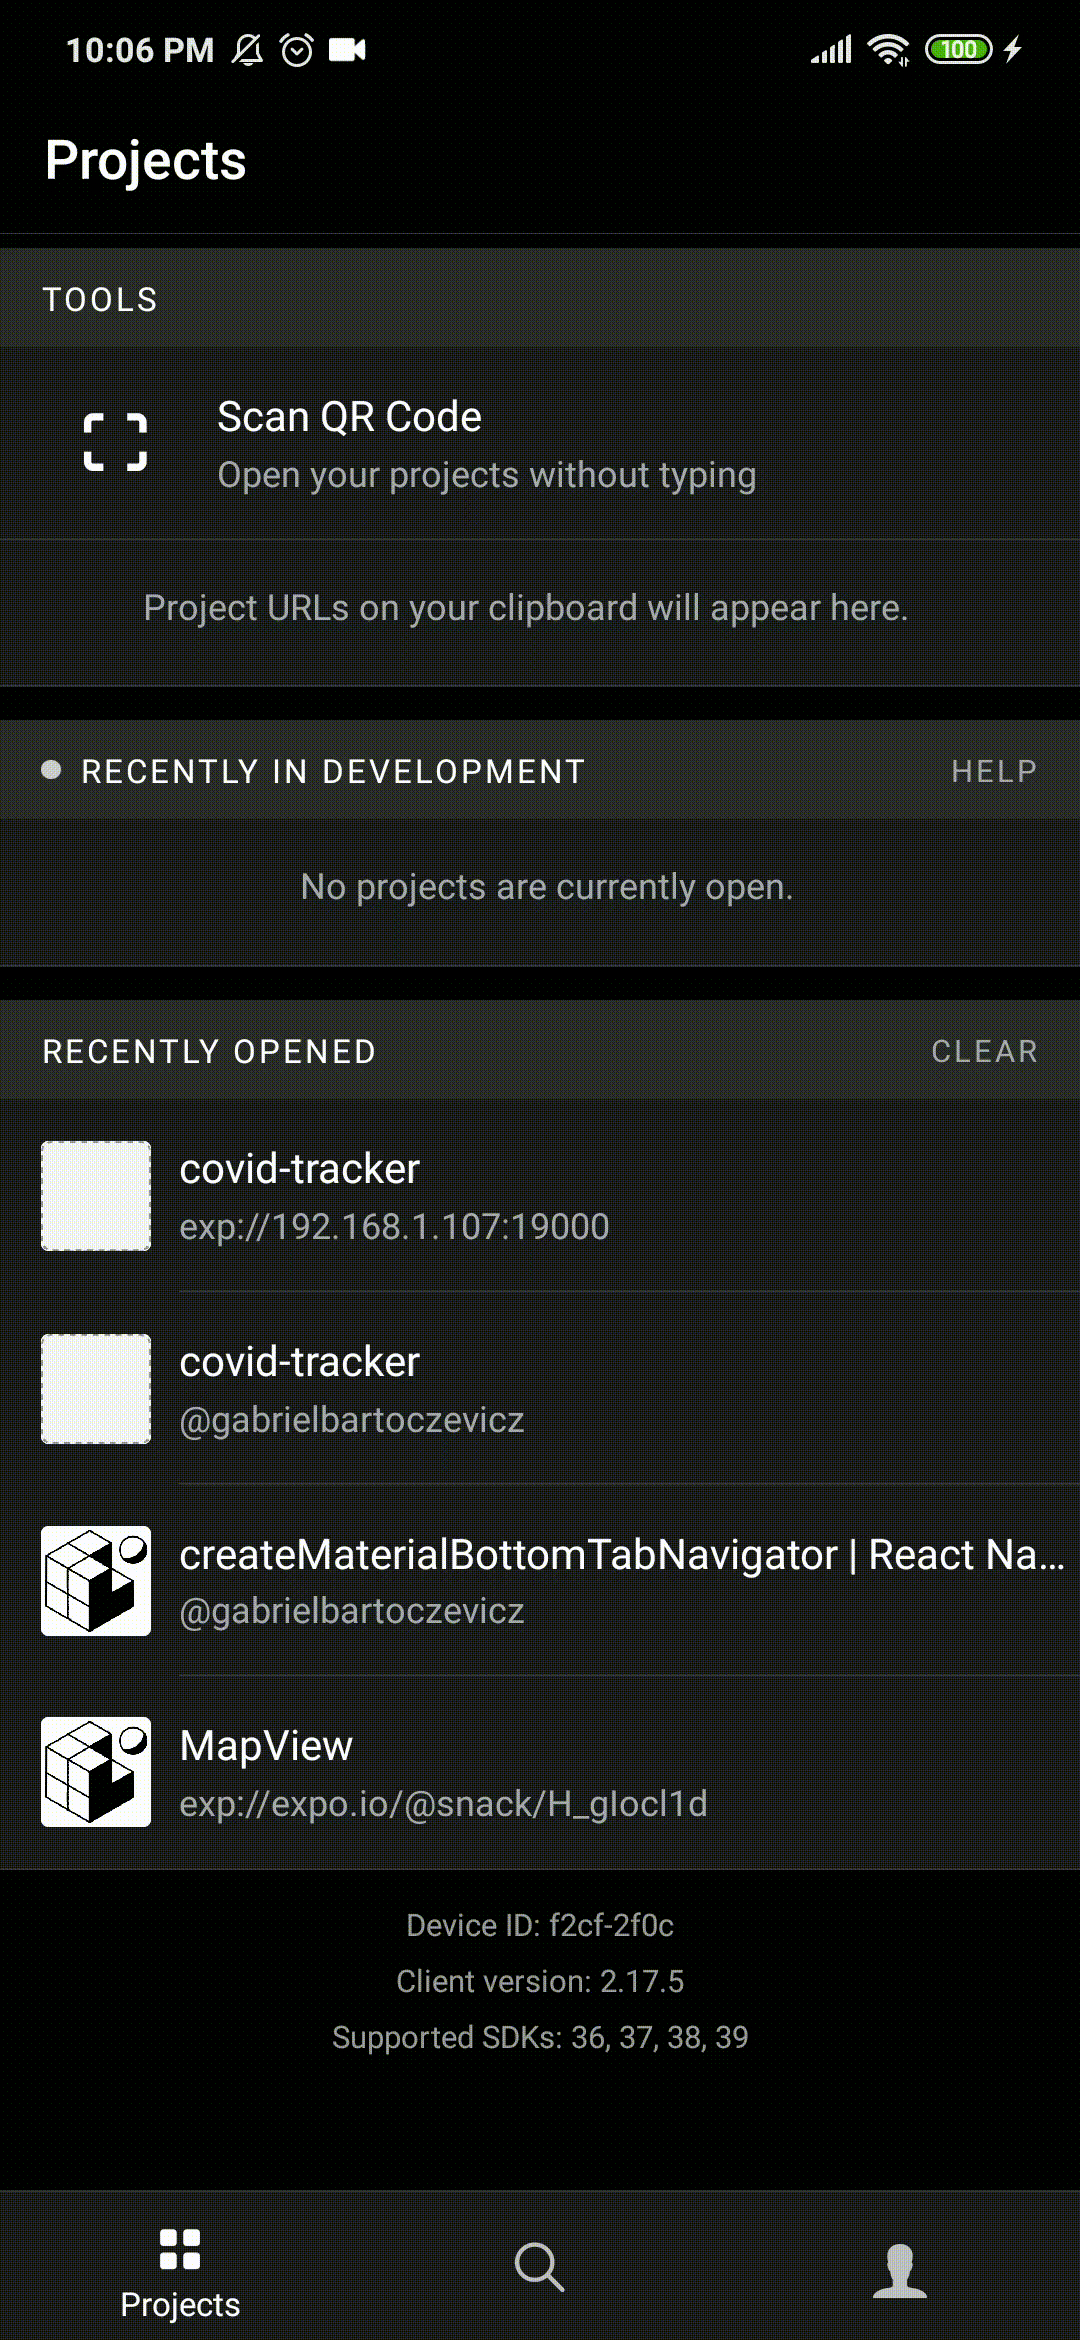 10:06 PM 100
Projects
TOOLS
Scan QR Code
Open your projects without typing
Project URLs on your clipboard will appear here.
RECENTLY IN DEVELOPMENT HELP
No projects are currently open.
RECENTLY OPENED CLEAR
covid-tracker
exp://192.168.1.107:19000
covid-tracker
@gabrielbartoczevicz
createMaterialBottomTabNavigator | React Na...
@gabrielbartoczevicz
MapView
exp://expo.io/@snack/H_glocl1d
Device ID: f2cf-2f0c
Client version: 2.17.5
Supported SDKs: 36, 37, 38, 39
Projects